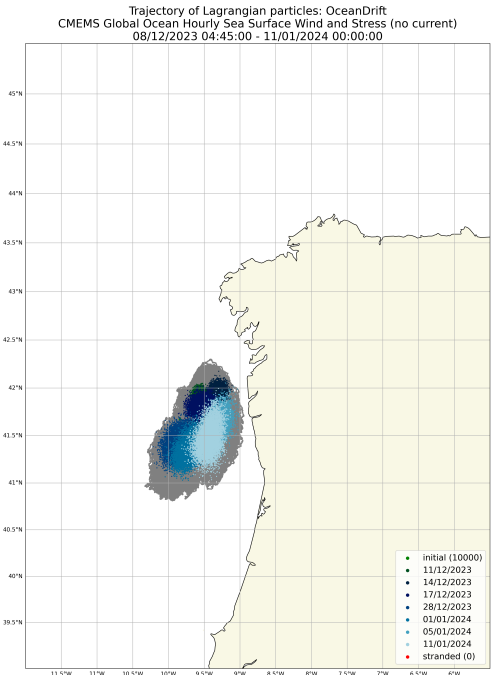 Trajectory of Lagrangian particles: OceanDrift
CMEMS Global Ocean Hourly Sea Surface Wind and Stress (no current)
08/12/2023 04:45:00 - 11/01/2024 00:00:00
45°N
44.5°N
44°N
43.5°N
43°N
42.5°N
42°N
41.5°N
41°N
40.5°N
40°N
39.5°N
initial (10000)
11/12/2023
14/12/2023
17/12/2023
28/12/2023
01/01/2024
05/01/2024
11/01/2024
stranded (0)
11.5°W 11°W 10.5°W 10°W 9.5°W 9°W 8.5°W 8°W 7.5°W 7°W 6.5°W 6°W